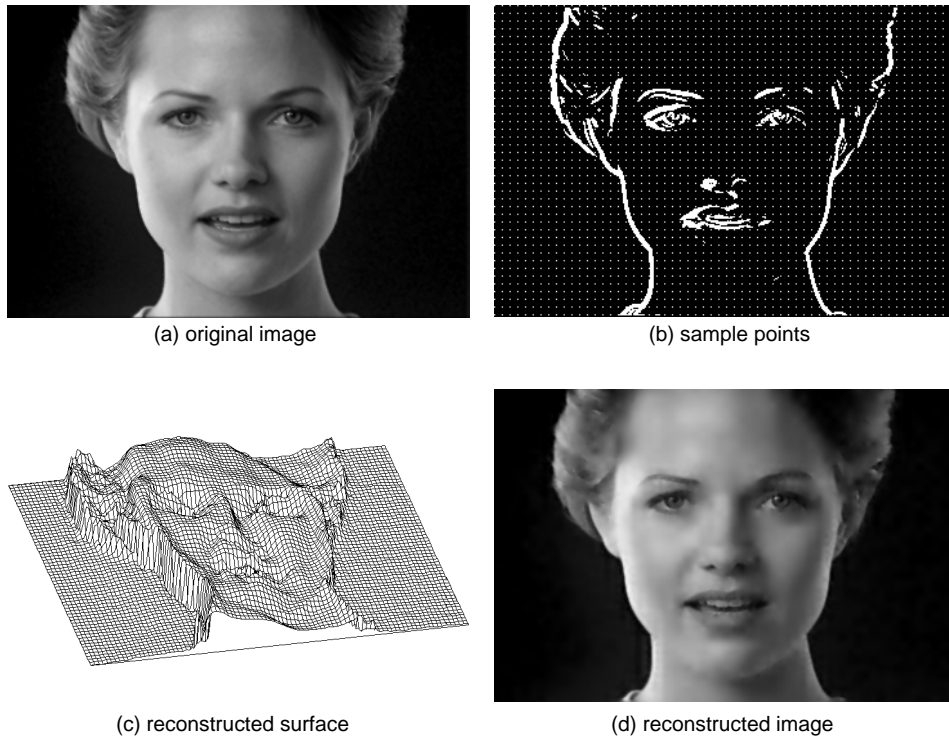 (a) original image
(b) sample points
(c) reconstructed surface
(d) reconstructed image